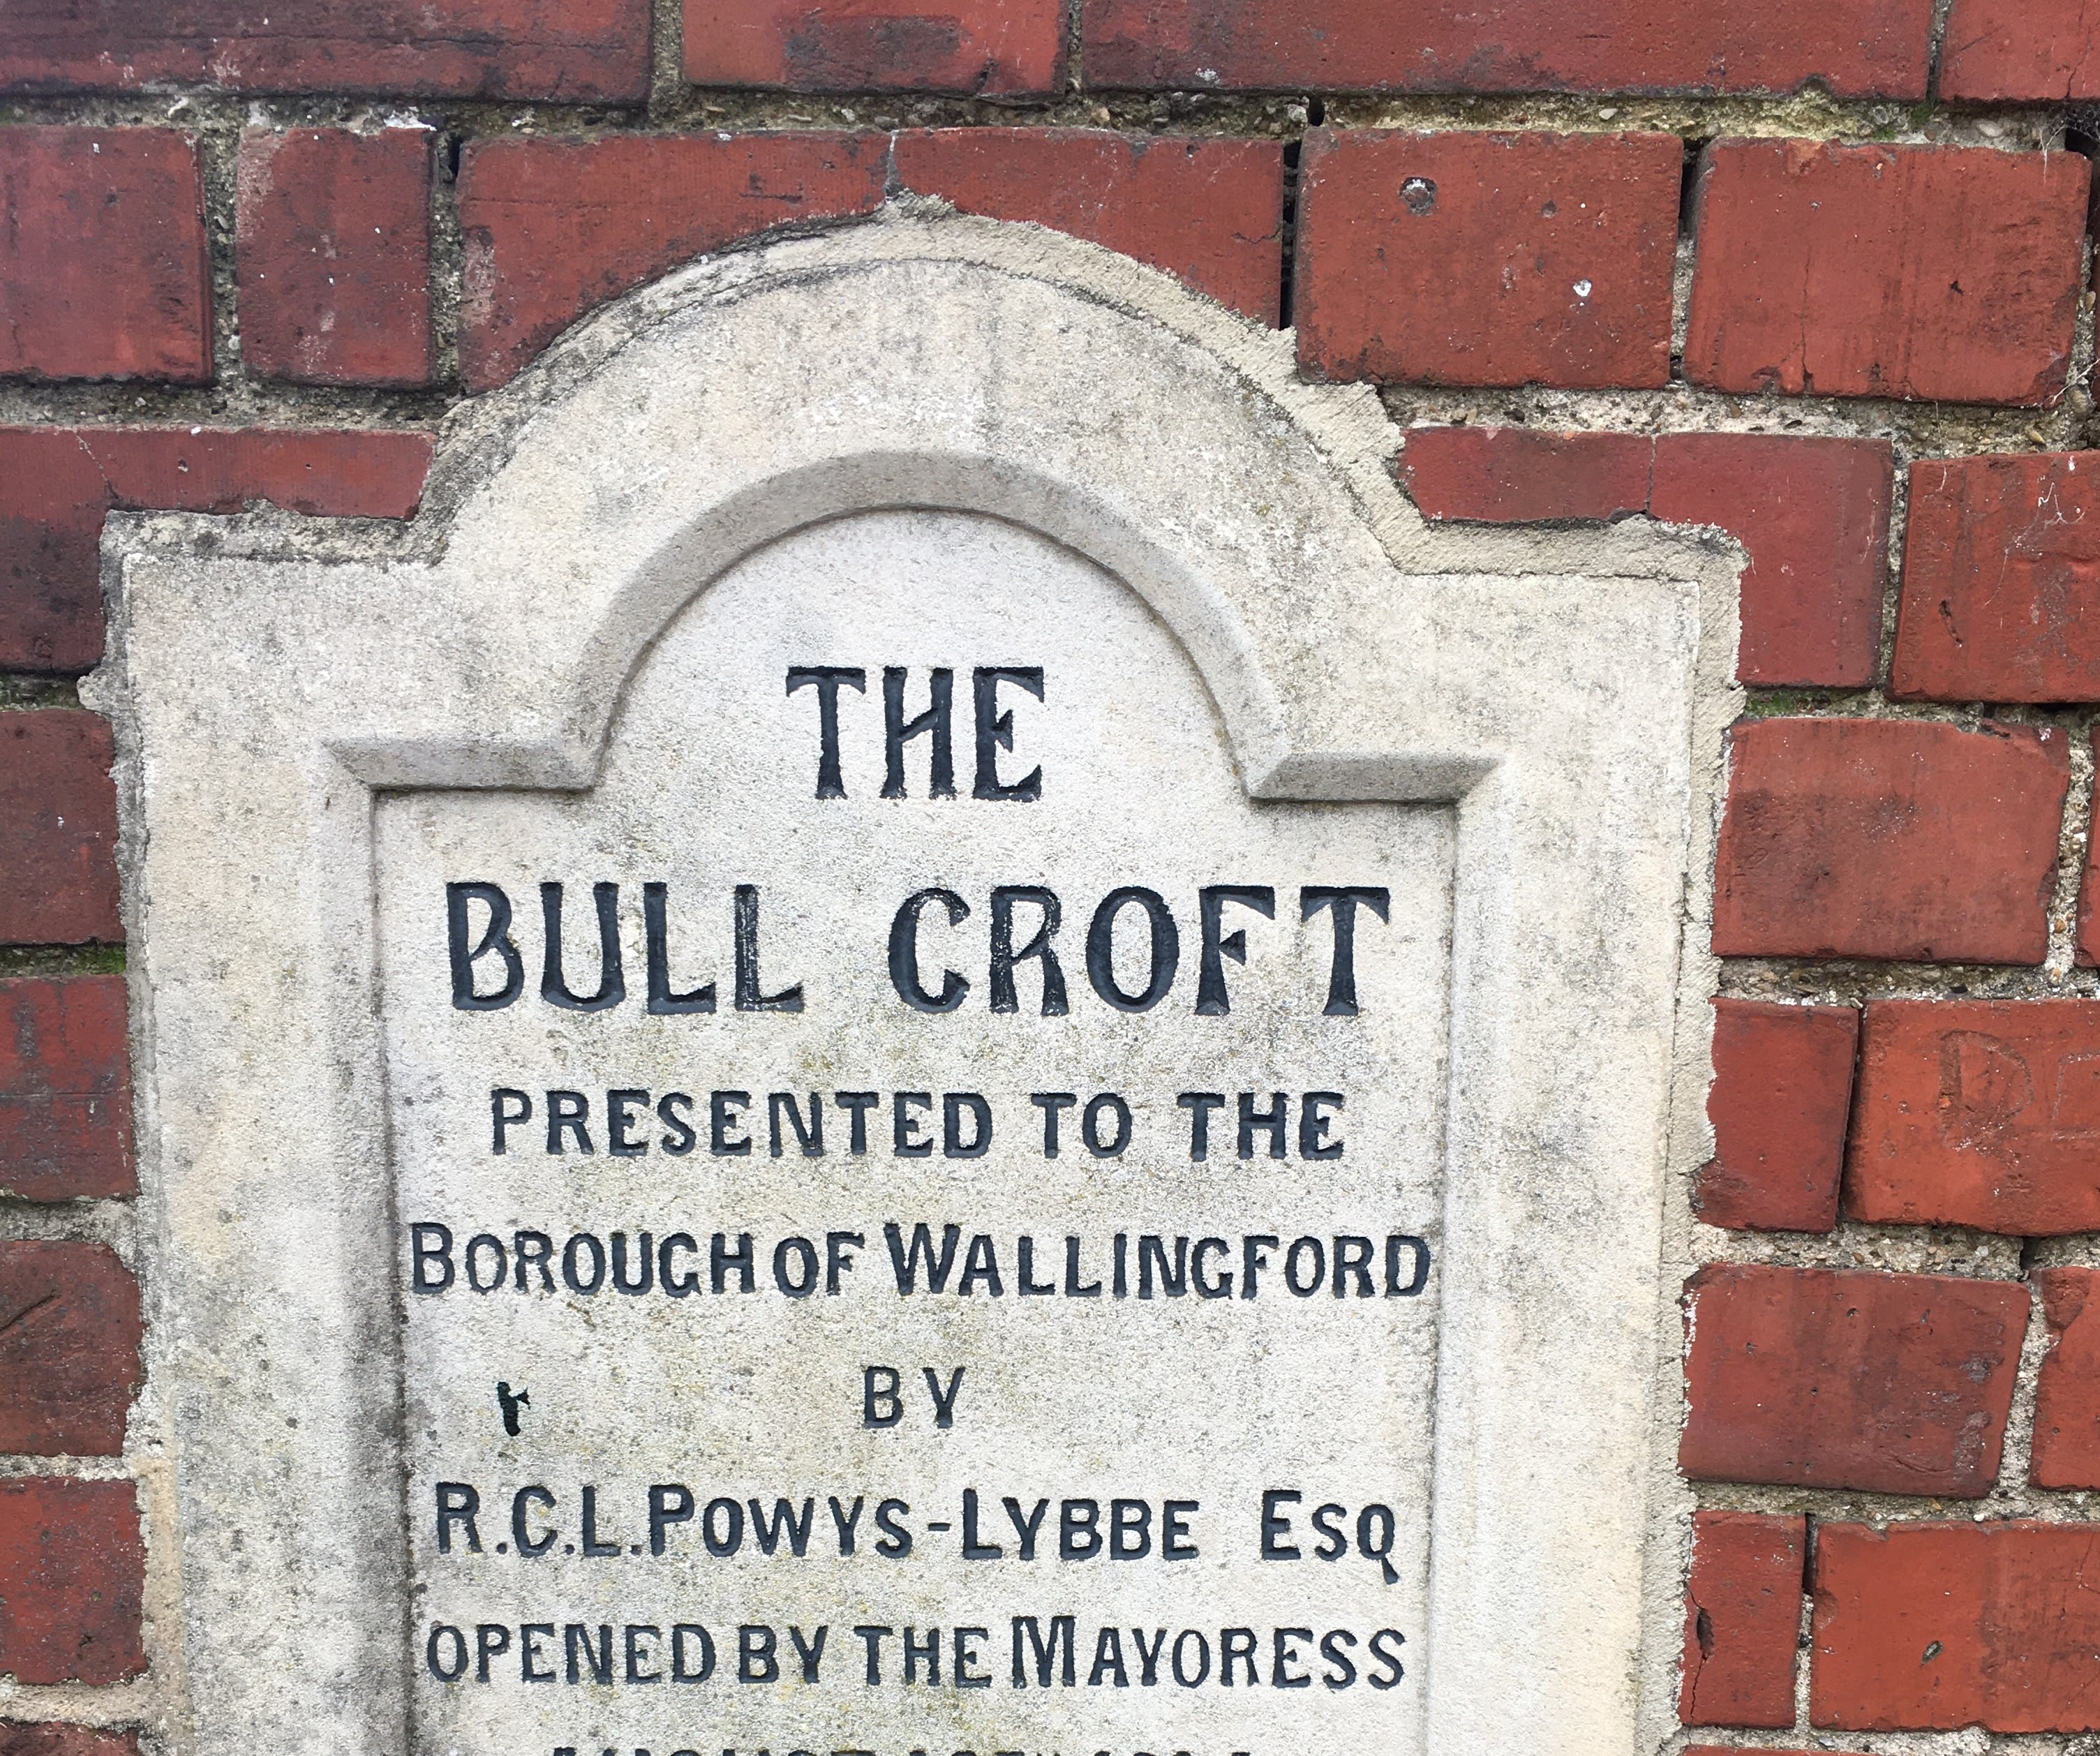 THE
BULL CROFT
PRESENTED TO THE
BOROUGH OF WALLINGFORD
BY
R.C.L. POWYS-LYBBE ESQ
OPENED BY THE MAYORESS